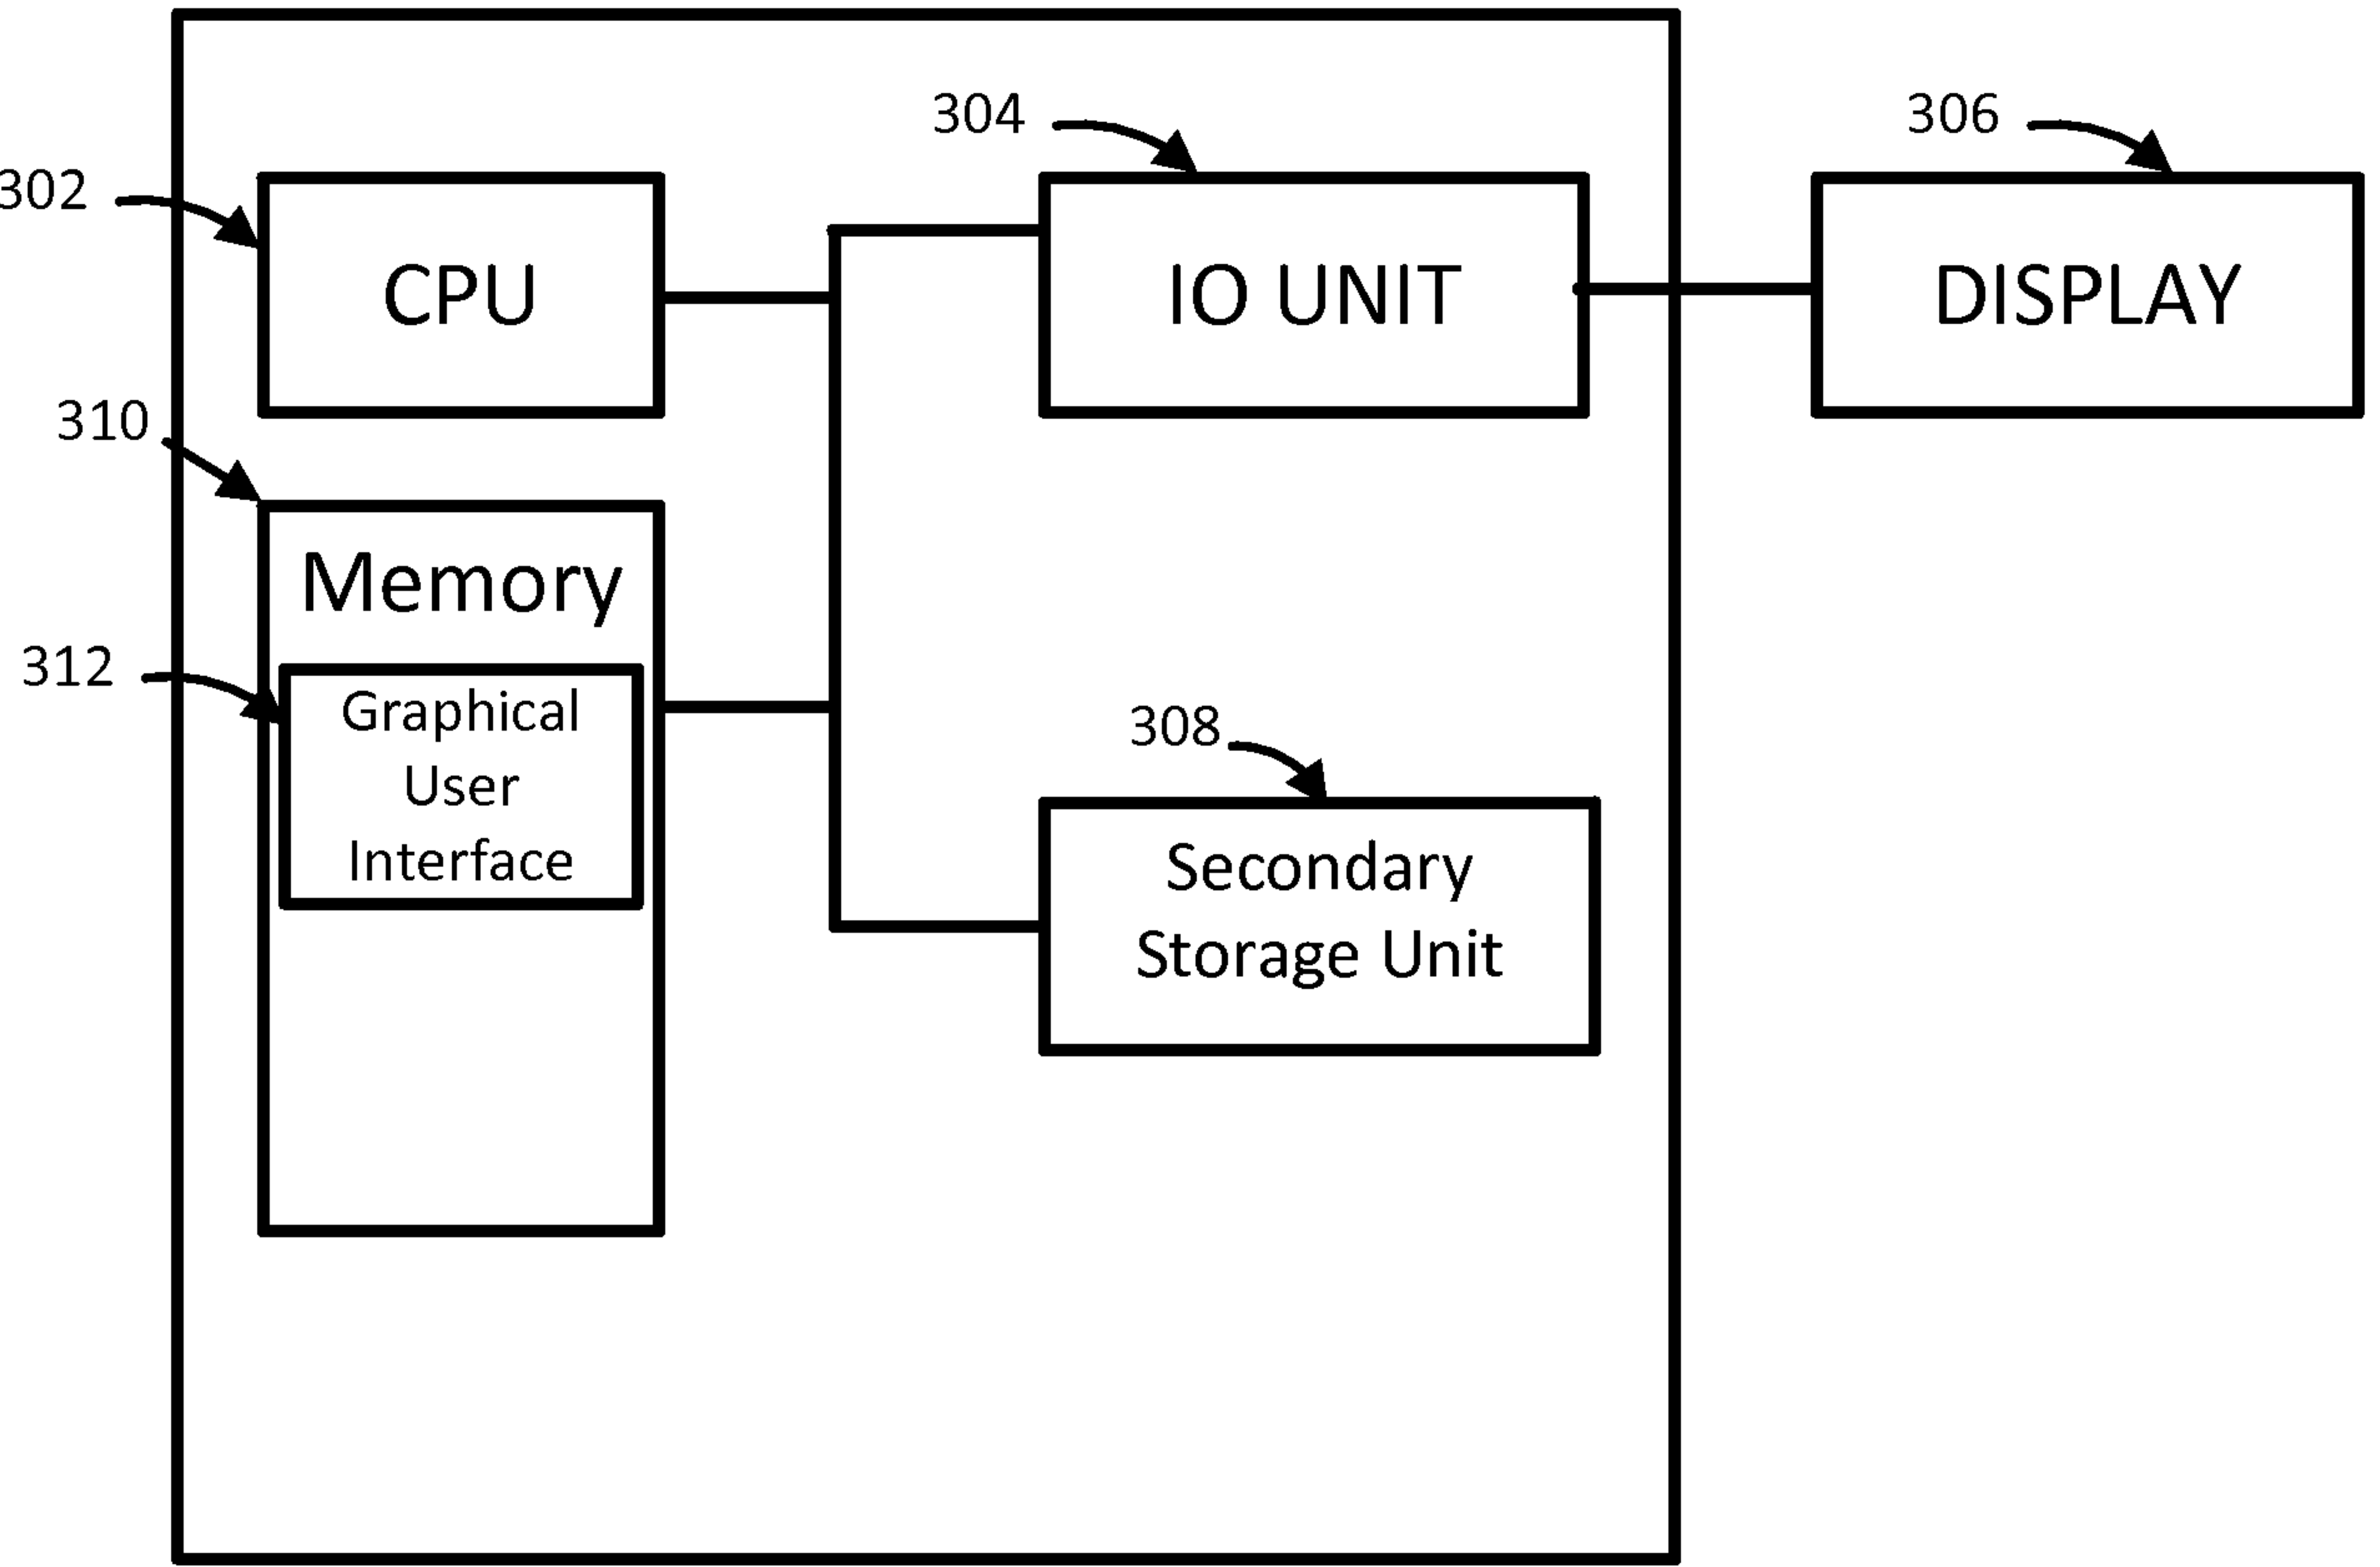 304
306
302
CPU
IO UNIT
DISPLAY
310
Memory
312
Graphical
User
Interface
308
Secondary
Storage Unit